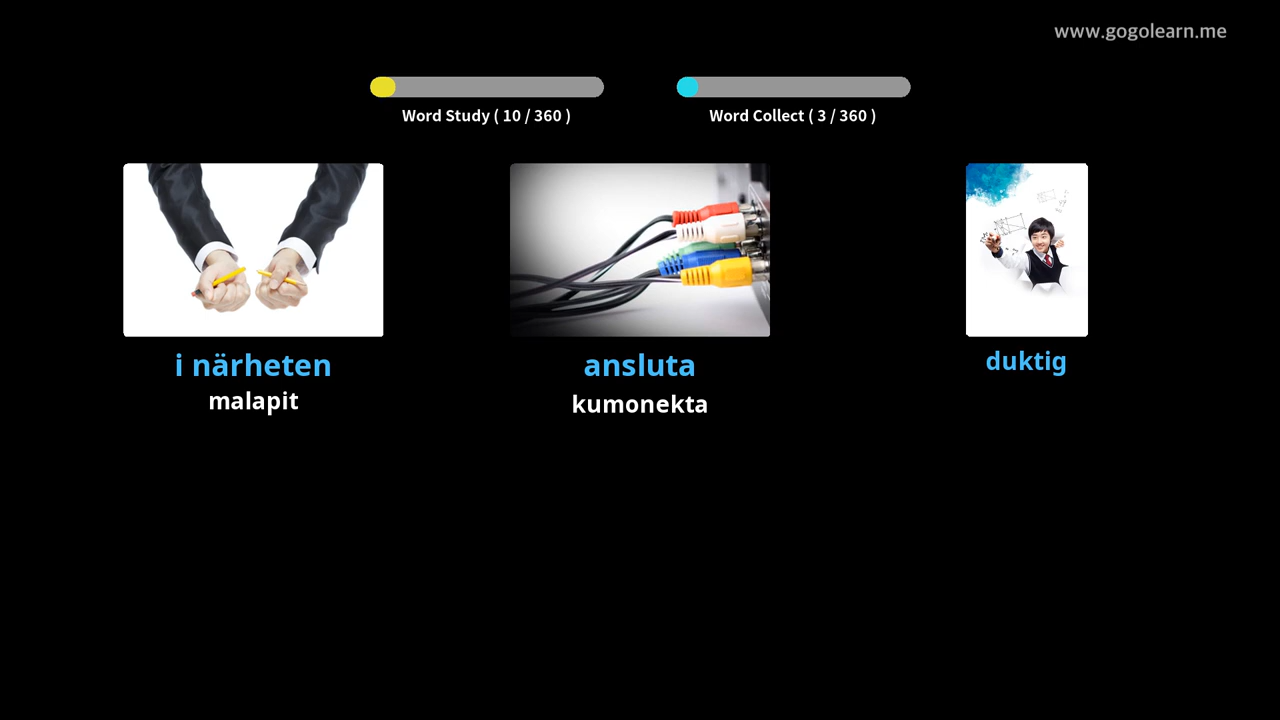 www.gogolearn.me
Word Study ( 10 / 360 )
Word Collect ( 3 / 360 )
i närheten
malapit
ansluta
kumonekta
duktig